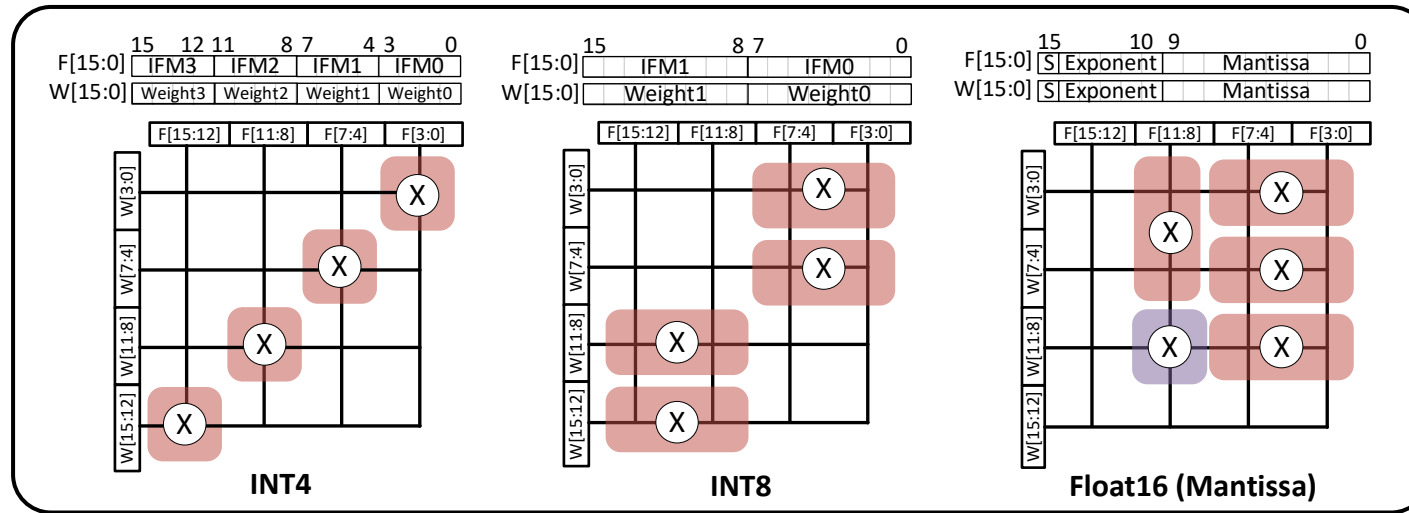 15 12 11 8 7 4 3 0
F[15:0] IFM3 IFM2 IFM1 IFM0
W[15:0] Weight3 Weight2 Weight1 Weight0
F[15:12] F[11:8] F[7:4] F[3:0]
W[3:0]
X
W[7:4]
X
W[11:8]
X
W[15:12]
X
INT4
15 8 7 0
F[15:0] IFM1 IFM0
W[15:0] Weight1 Weight0
F[15:12] F[11:8] F[7:4] F[3:0]
W[3:0]
X
W[7:4]
X
W[11:8]
X
W[15:12]
X
INT8
15 10 9 0
F[15:0] S Exponent Mantissa
W[15:0] S Exponent Mantissa
F[15:12] F[11:8] F[7:4] F[3:0]
W[3:0]
X
X
W[7:4]
X
W[11:8]
X X
W[15:12]
Float16 (Mantissa)